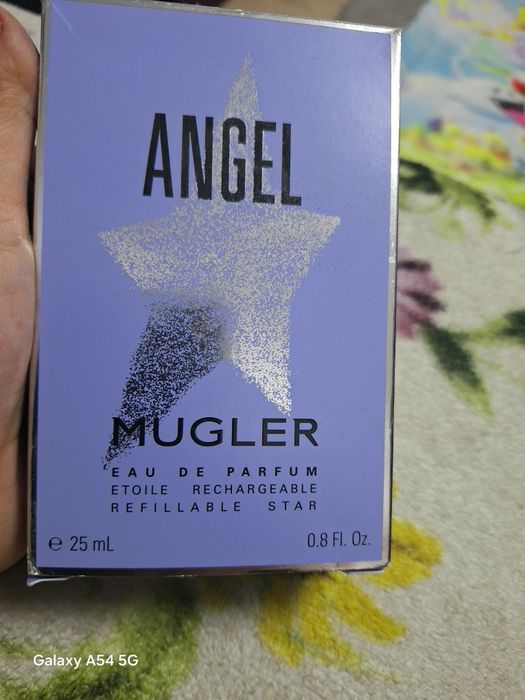 ANGEL
MUGLER
EAU DE PARFUM
ETOILE RECHARGEABLE
REFILLABLE STAR
℮ 25 mL
0.8 Fl. Oz.
Galaxy A54 5G